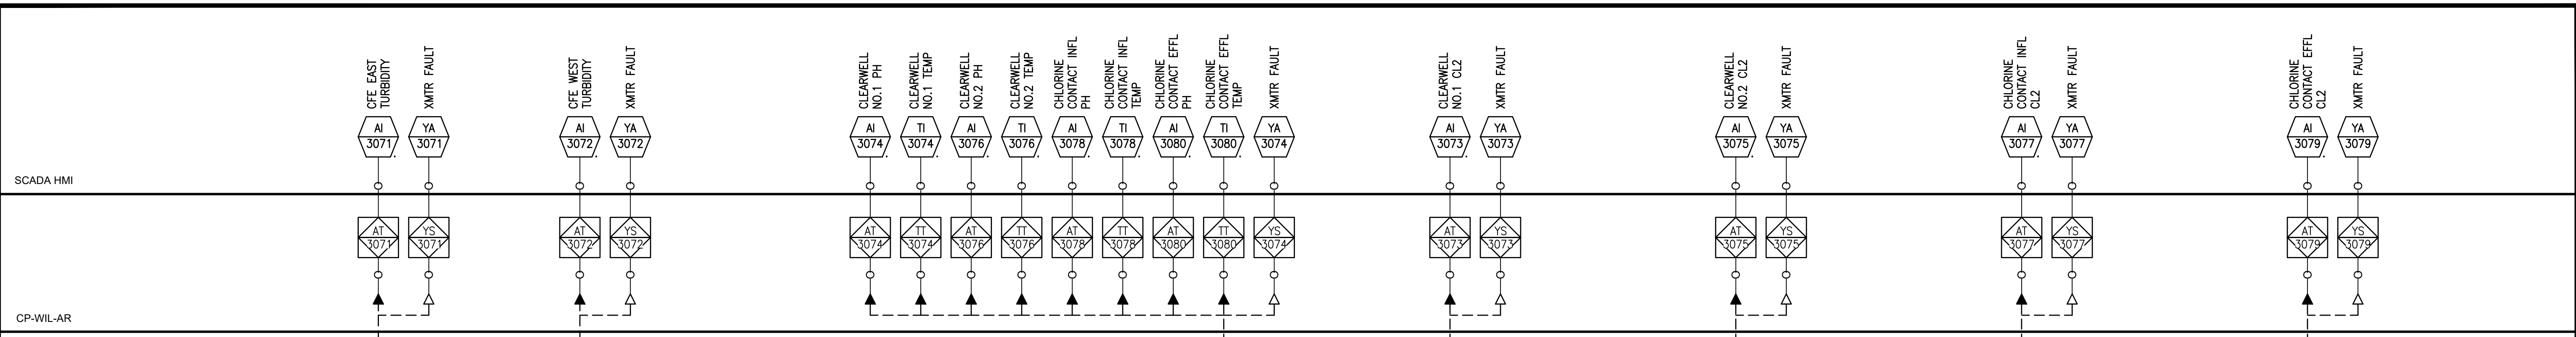 CFE EAST
TURBIDITY
XMTR FAULT
CFE WEST
TURBIDITY
XMTR FAULT
CLEARWELL
NO.1 PH
CLEARWELL
NO.1 TEMP
CLEARWELL
NO.2 PH
CLEARWELL
NO.2 TEMP
CHLORINE
CONTACT INFL
PH
CHLORINE
CONTACT INFL
TEMP
CHLORINE
CONTACT EFFL
PH
CHLORINE
CONTACT EFFL
TEMP
XMTR FAULT
CLEARWELL
NO.1 CL2
XMTR FAULT
CLEARWELL
NO.2 CL2
XMTR FAULT
CHLORINE
CONTACT INFL
CL2
XMTR FAULT
CHLORINE
CONTACT EFFL
CL2
XMTR FAULT
AI
3071
YA
3071
AI
3072
YA
3072
AI
3074
TI
3074
AI
3076
TI
3076
AI
3078
TI
3078
AI
3080
TI
3080
YA
3074
AI
3073
YA
3073
AI
3075
YA
3075
AI
3077
YA
3077
AI
3079
YA
3079
SCADA HMI
AT
3071
YS
3071
AT
3072
YS
3072
AT
3074
TT
3074
AT
3076
TT
3076
AT
3078
TT
3078
AT
3080
TT
3080
YS
3074
AT
3073
YS
3073
AT
3075
YS
3075
AT
3077
YS
3077
AT
3079
YS
3079
CP-WIL-AR